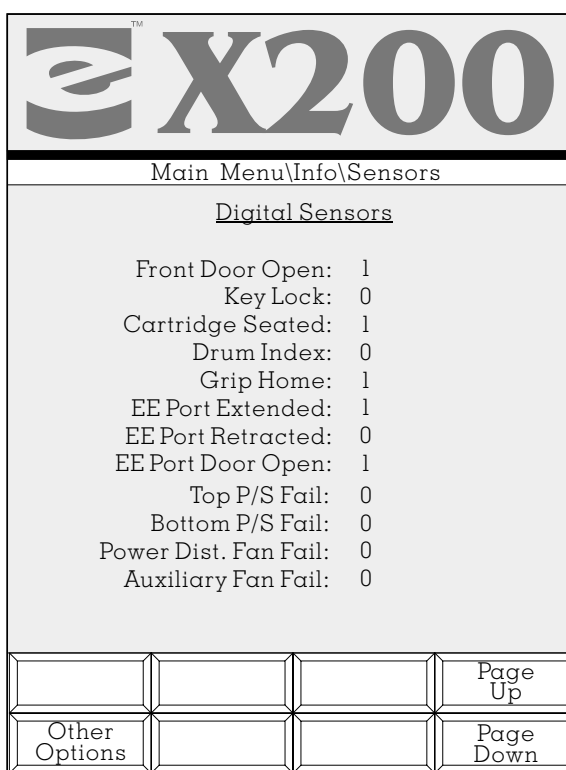 e™ X200
Main Menu\Info\Sensors
Digital Sensors
Front Door Open: 1
Key Lock: 0
Cartridge Seated: 1
Drum Index: 0
Grip Home: 1
EE Port Extended: 1
EE Port Retracted: 0
EE Port Door Open: 1
Top P/S Fail: 0
Bottom P/S Fail: 0
Power Dist. Fan Fail: 0
Auxiliary Fan Fail: 0
Page
Up
Other
Options
Page
Down